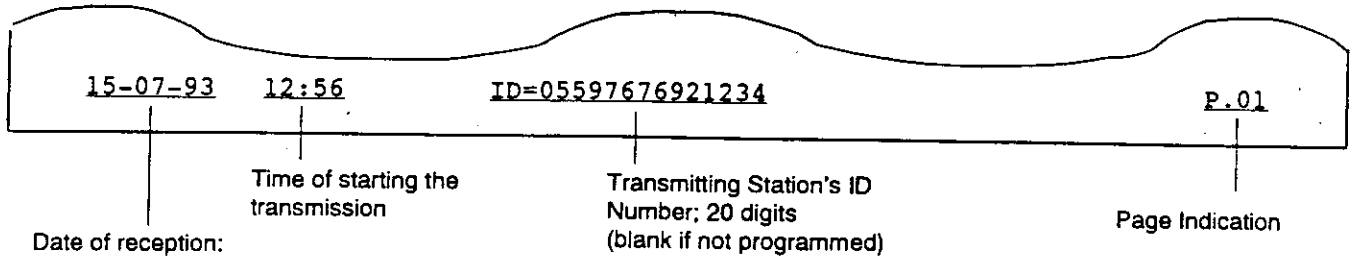 15-07-93 12:56 ID=05597676921234 P.01
Time of starting the
transmission
Transmitting Station's ID
Number; 20 digits
(blank if not programmed)
Page Indication
Date of reception: